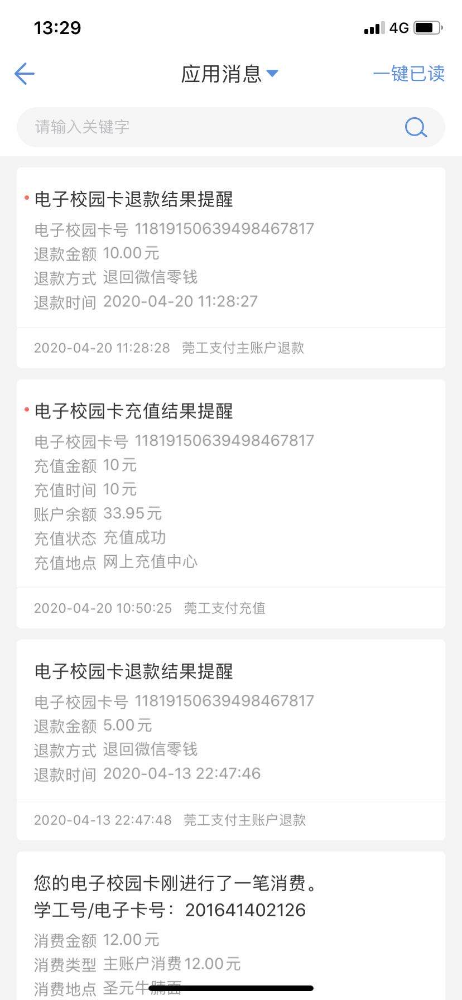 13:29
4G
应用消息
一键已读
请输入关键字
电子校园卡退款结果提醒
电子校园卡号 11819150639498467817
退款金额 10.00元
退款方式 退回微信零钱
退款时间 2020-04-20 11:28:27
2020-04-20 11:28:28 莞工支付主账户退款
电子校园卡充值结果提醒
电子校园卡号 11819150639498467817
充值金额 10元
充值时间 10元
账户余额 33.95元
充值状态 充值成功
充值地点 网上充值中心
2020-04-20 10:50:25 莞工支付充值
电子校园卡退款结果提醒
电子校园卡号 11819150639498467817
退款金额 5.00元
退款方式 退回微信零钱
退款时间 2020-04-13 22:47:46
2020-04-13 22:47:48 莞工支付主账户退款
您的电子校园卡刚进行了一笔消费。
学工号/电子卡号：201641402126
消费金额 12.00元
消费类型 主账户消费12.00元
消费地点 圣元牛腩面